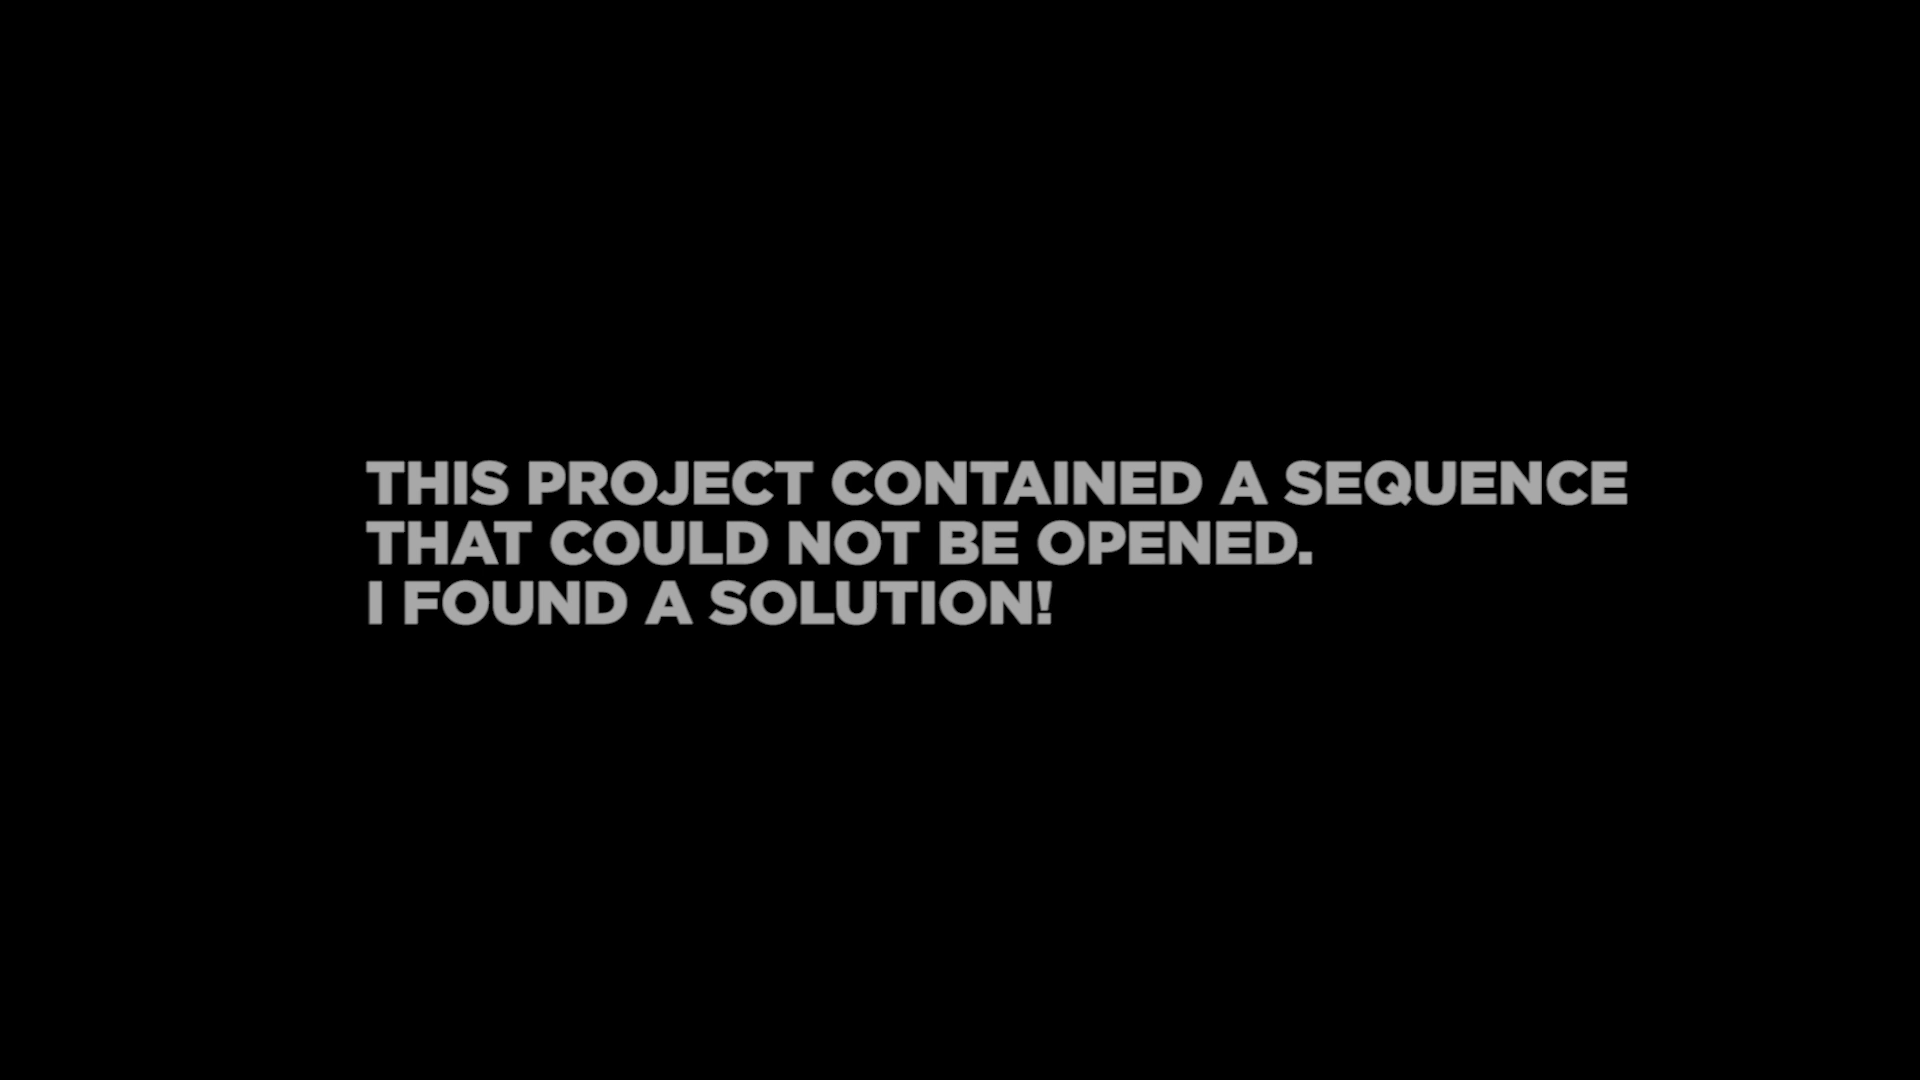 THIS PROJECT CONTAINED A SEQUENCE
THAT COULD NOT BE OPENED.
I FOUND A SOLUTION!